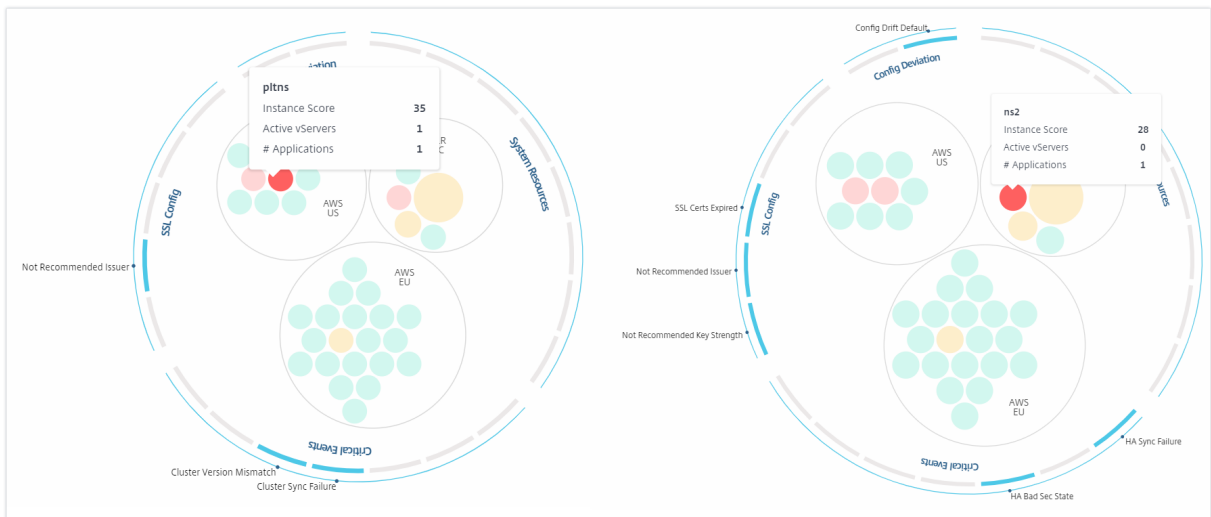 iation
pltns
Instance Score 35
Active vServers 1
# Applications 1
R
C
System Resources
SSL Config
AWS
US
Not Recommended Issuer
AWS
EU
Critical Events
Cluster Version Mismatch
Cluster Sync Failure
Config Drift Default
Config Deviation
ns2
Instance Score 28
Active vServers 0
# Applications 1
AWS
US
ources
SSL Certs Expired
SSL Config
Not Recommended Issuer
Not Recommended Key Strength
AWS
EU
HA Sync Failure
Critical Events
HA Bad Sec State